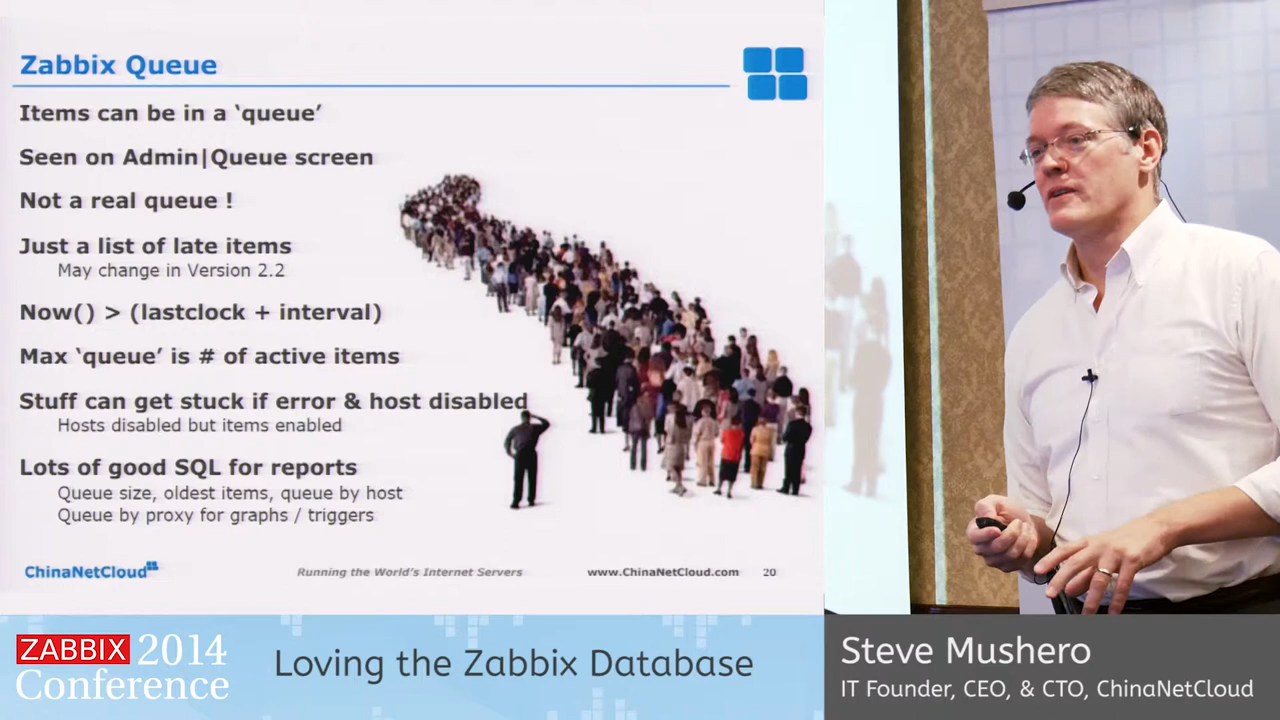 Zabbix Queue
Items can be in a ‘queue’
Seen on Admin|Queue screen
Not a real queue !
Just a list of late items
May change in Version 2.2
Now() > (lastclock + interval)
Max ‘queue’ is # of active items
Stuff can get stuck if error & host disabled
Hosts disabled but items enabled
Lots of good SQL for reports
Queue size, oldest items, queue by host
Queue by proxy for graphs / triggers
ChinaNetCloud
Running the World's Internet Servers
www.ChinaNetCloud.com
20
ZABBIX 2014
Conference
Loving the Zabbix Database
Steve Mushero
IT Founder, CEO, & CTO, ChinaNetCloud